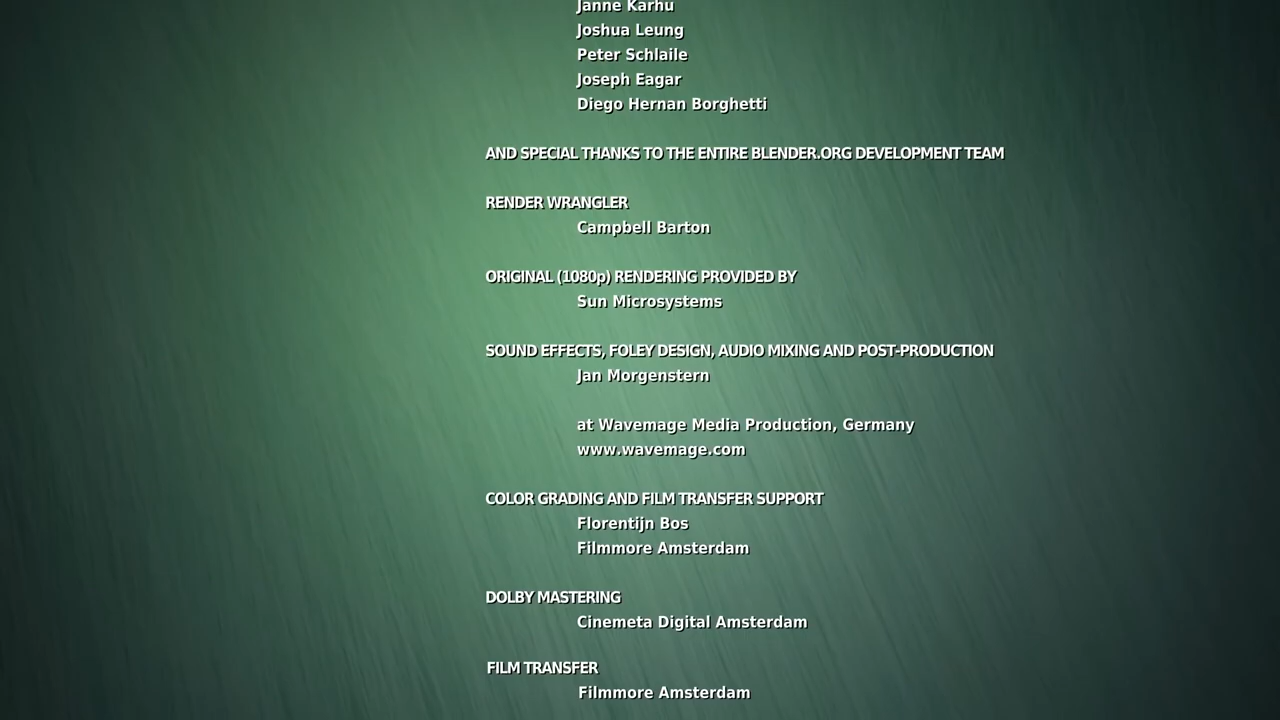 Janne Karhu
Joshua Leung
Peter Schlaile
Joseph Eagar
Diego Hernan Borghetti
AND SPECIAL THANKS TO THE ENTIRE BLENDER.ORG DEVELOPMENT TEAM
RENDER WRANGLER
Campbell Barton
ORIGINAL (1080p) RENDERING PROVIDED BY
Sun Microsystems
SOUND EFFECTS, FOLEY DESIGN, AUDIO MIXING AND POST-PRODUCTION
Jan Morgenstern
at Wavemage Media Production, Germany
www.wavemage.com
COLOR GRADING AND FILM TRANSFER SUPPORT
Florentijn Bos
Filmmore Amsterdam
DOLBY MASTERING
Cinemeta Digital Amsterdam
FILM TRANSFER
Filmmore Amsterdam